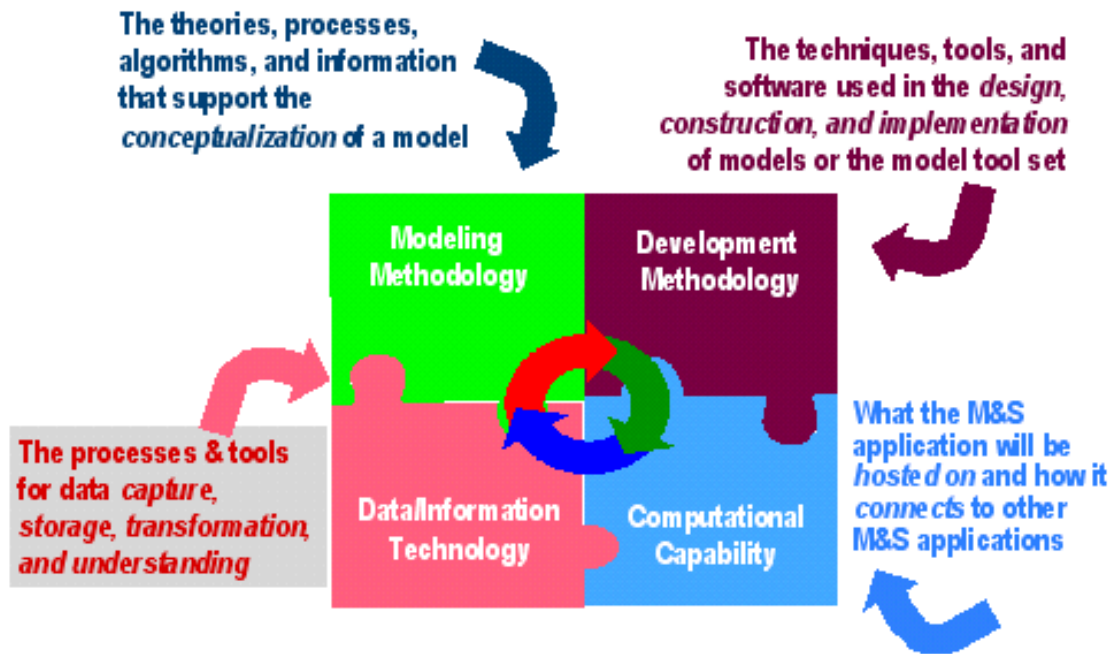 The theories, processes,
algorithms, and information
that support the
conceptualization of a model
The techniques, tools, and
software used in the design,
construction, and implementation
of models or the model tool set
Modeling
Methodology
Development
Methodology
The processes & tools
for data capture,
storage, transformation,
and understanding
Data/Information
Technology
Computational
Capability
What the M&S
application will be
hosted on and how it
connects to other
M&S applications